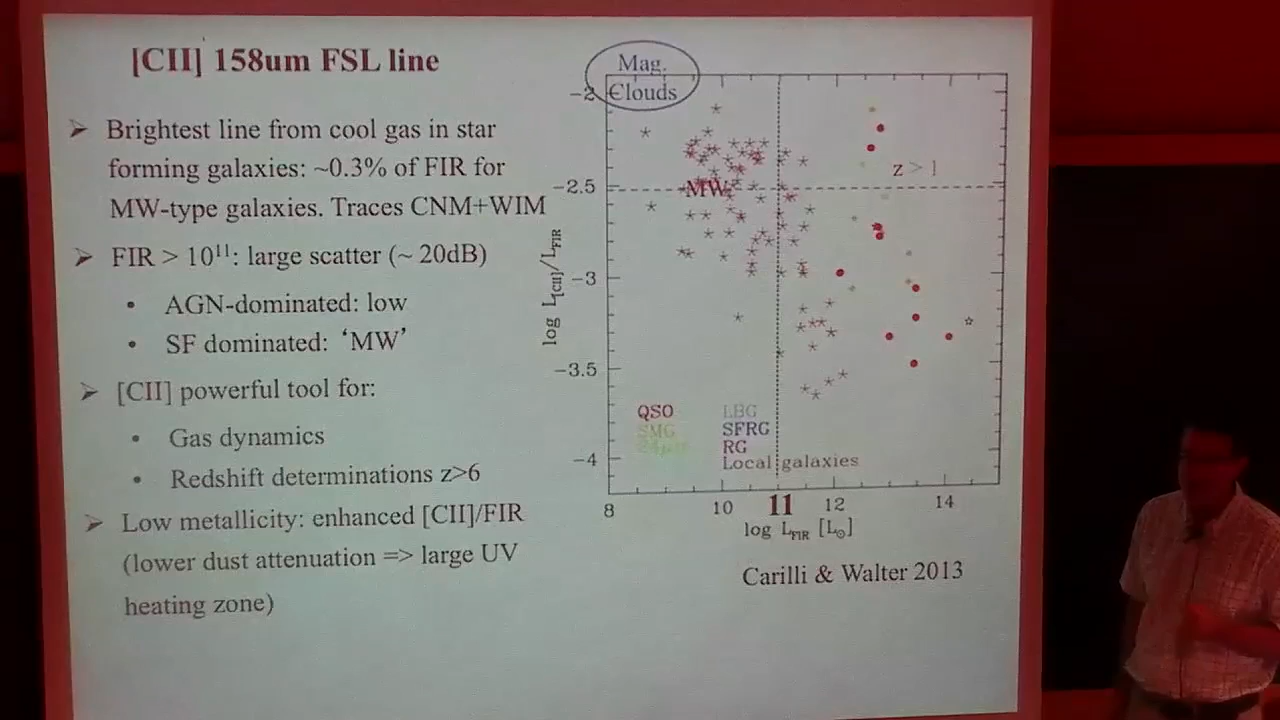 [CII] 158um FSL line
➢ Brightest line from cool gas in star
forming galaxies: ~0.3% of FIR for
MW-type galaxies. Traces CNM+WIM
➢ FIR > 10¹¹: large scatter (~ 20dB)
• AGN-dominated: low
• SF dominated: ‘MW’
➢ [CII] powerful tool for:
• Gas dynamics
• Redshift determinations z>6
➢ Low metallicity: enhanced [CII]/FIR
(lower dust attenuation => large UV
heating zone)
Mag.
Clouds
−2
z > 1
−2.5
MW
−3
−3.5
−4
log L[CII]/LFIR
QSO
SMG
24μm
LBG
SFRG
RG
Local galaxies
8
10
11
12
14
log LFIR [L⊙]
Carilli & Walter 2013